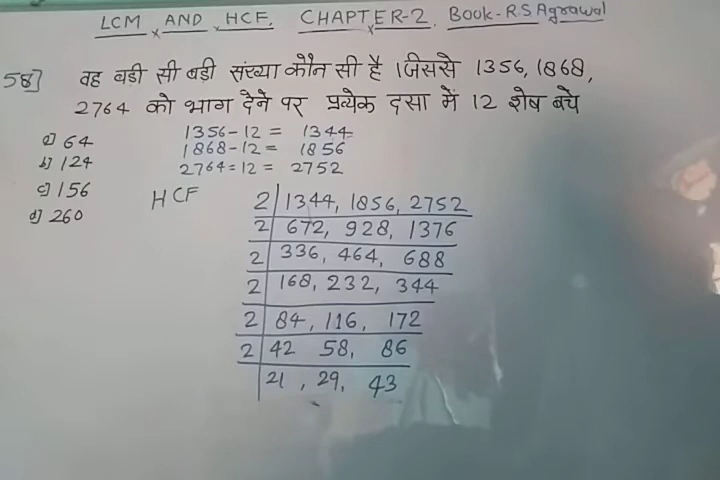 LCM AND HCF. CHAPTER-2. Book-R.S Agrawal
58] वह बड़ी सी बड़ी संख्या कौन सी है।जिससे 1356, 1868,
2764 को भाग देने पर प्रत्येक दसा में 12 शेष बचे
a) 64
b) 124
c) 156
d) 260
1356-12 = 1344
1868-12= 1856
2764=12 = 2752
HCF
2 1344, 1856, 2752
2 672, 928, 1376
2 336, 464, 688
2 168, 232, 344
2 84, 116, 172
2 42 58, 86
21, 29, 43